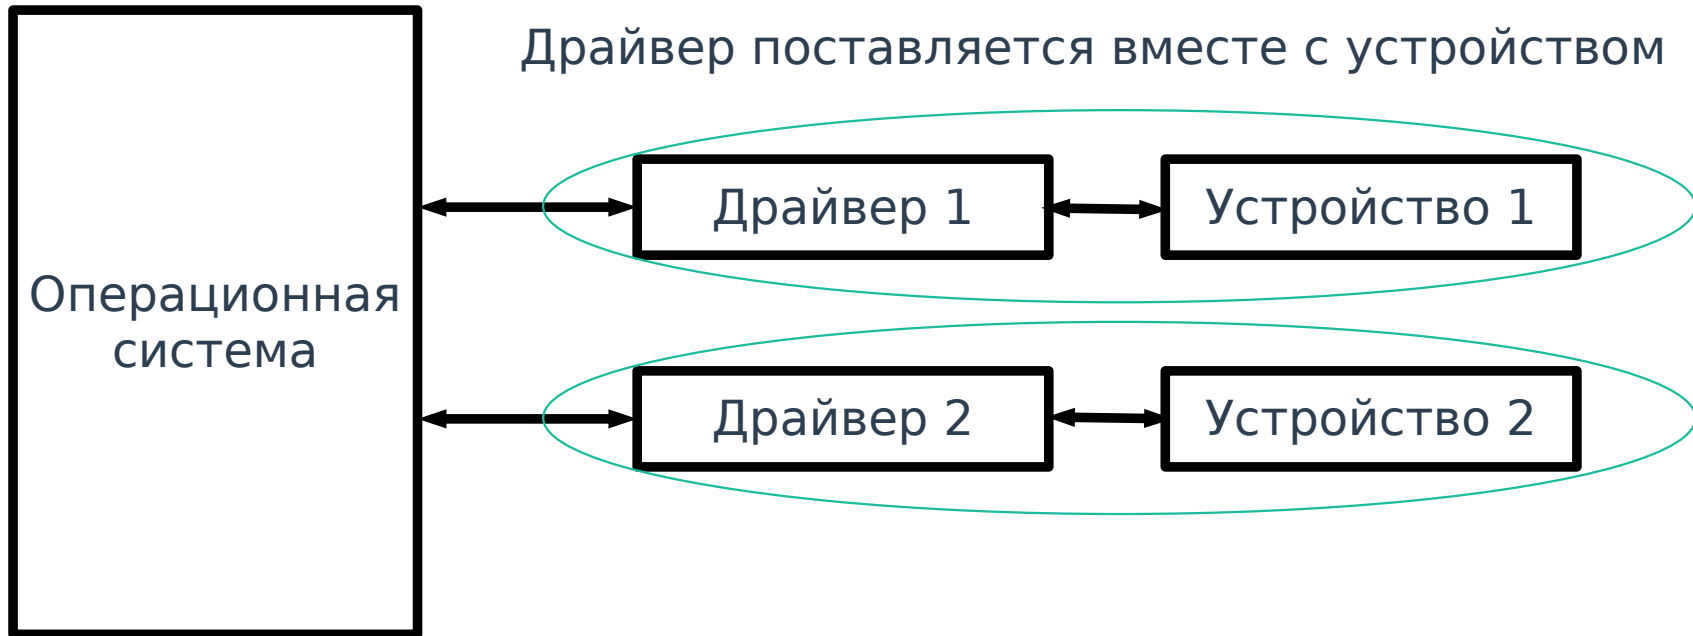 Драйвер поставляется вместе с устройством
Драйвер 1
Устройство 1
Операционная
система
Драйвер 2
Устройство 2